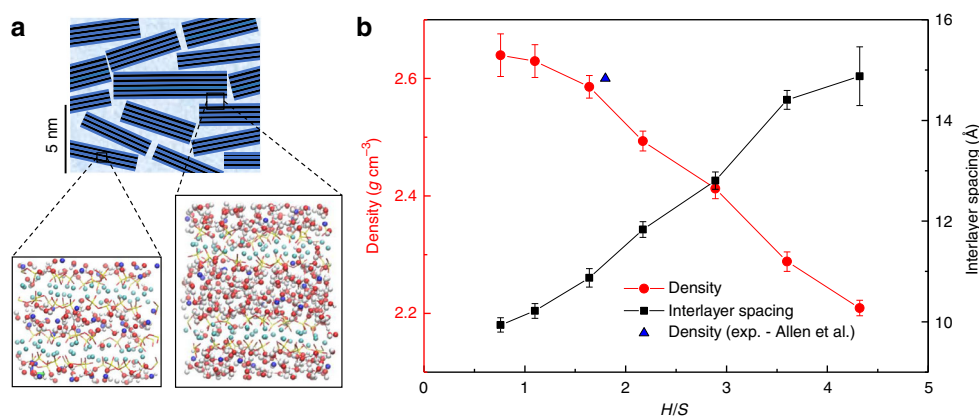 a
5 nm
b
Density (g cm⁻³)
2.6
2.4
2.2
16
14
12
10
Interlayer spacing (Å)
Density
Interlayer spacing
Density (exp. - Allen et al.)
0
1
2
3
4
5
H/S